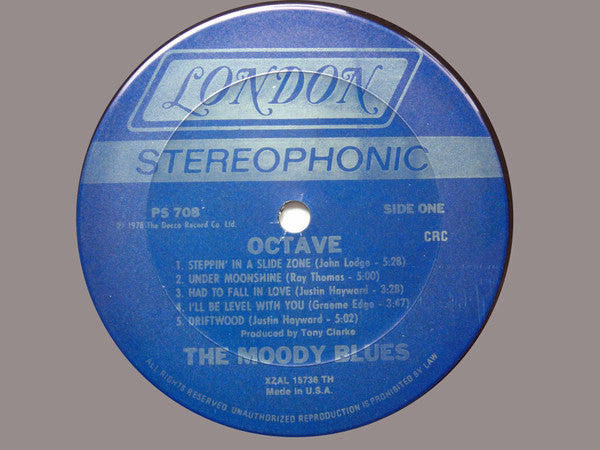 LONDON
STEREOPHONIC
PS 708 SIDE ONE
℗ 1978 The Decca Record Co. Ltd.
CRC
OCTAVE
1. STEPPIN' IN A SLIDE ZONE (John Lodge - 5:28)
2. UNDER MOONSHINE (Ray Thomas - 5:00)
3. HAD TO FALL IN LOVE (Justin Hayward - 3:28)
4. I'LL BE LEVEL WITH YOU (Graeme Edge - 3:47)
5. DRIFTWOOD (Justin Hayward - 5:02)
Produced by Tony Clarke
THE MOODY BLUES
XZAL 15736 TH
Made in U.S.A.
ALL RIGHTS RESERVED. UNAUTHORIZED REPRODUCTION IS PROHIBITED BY LAW